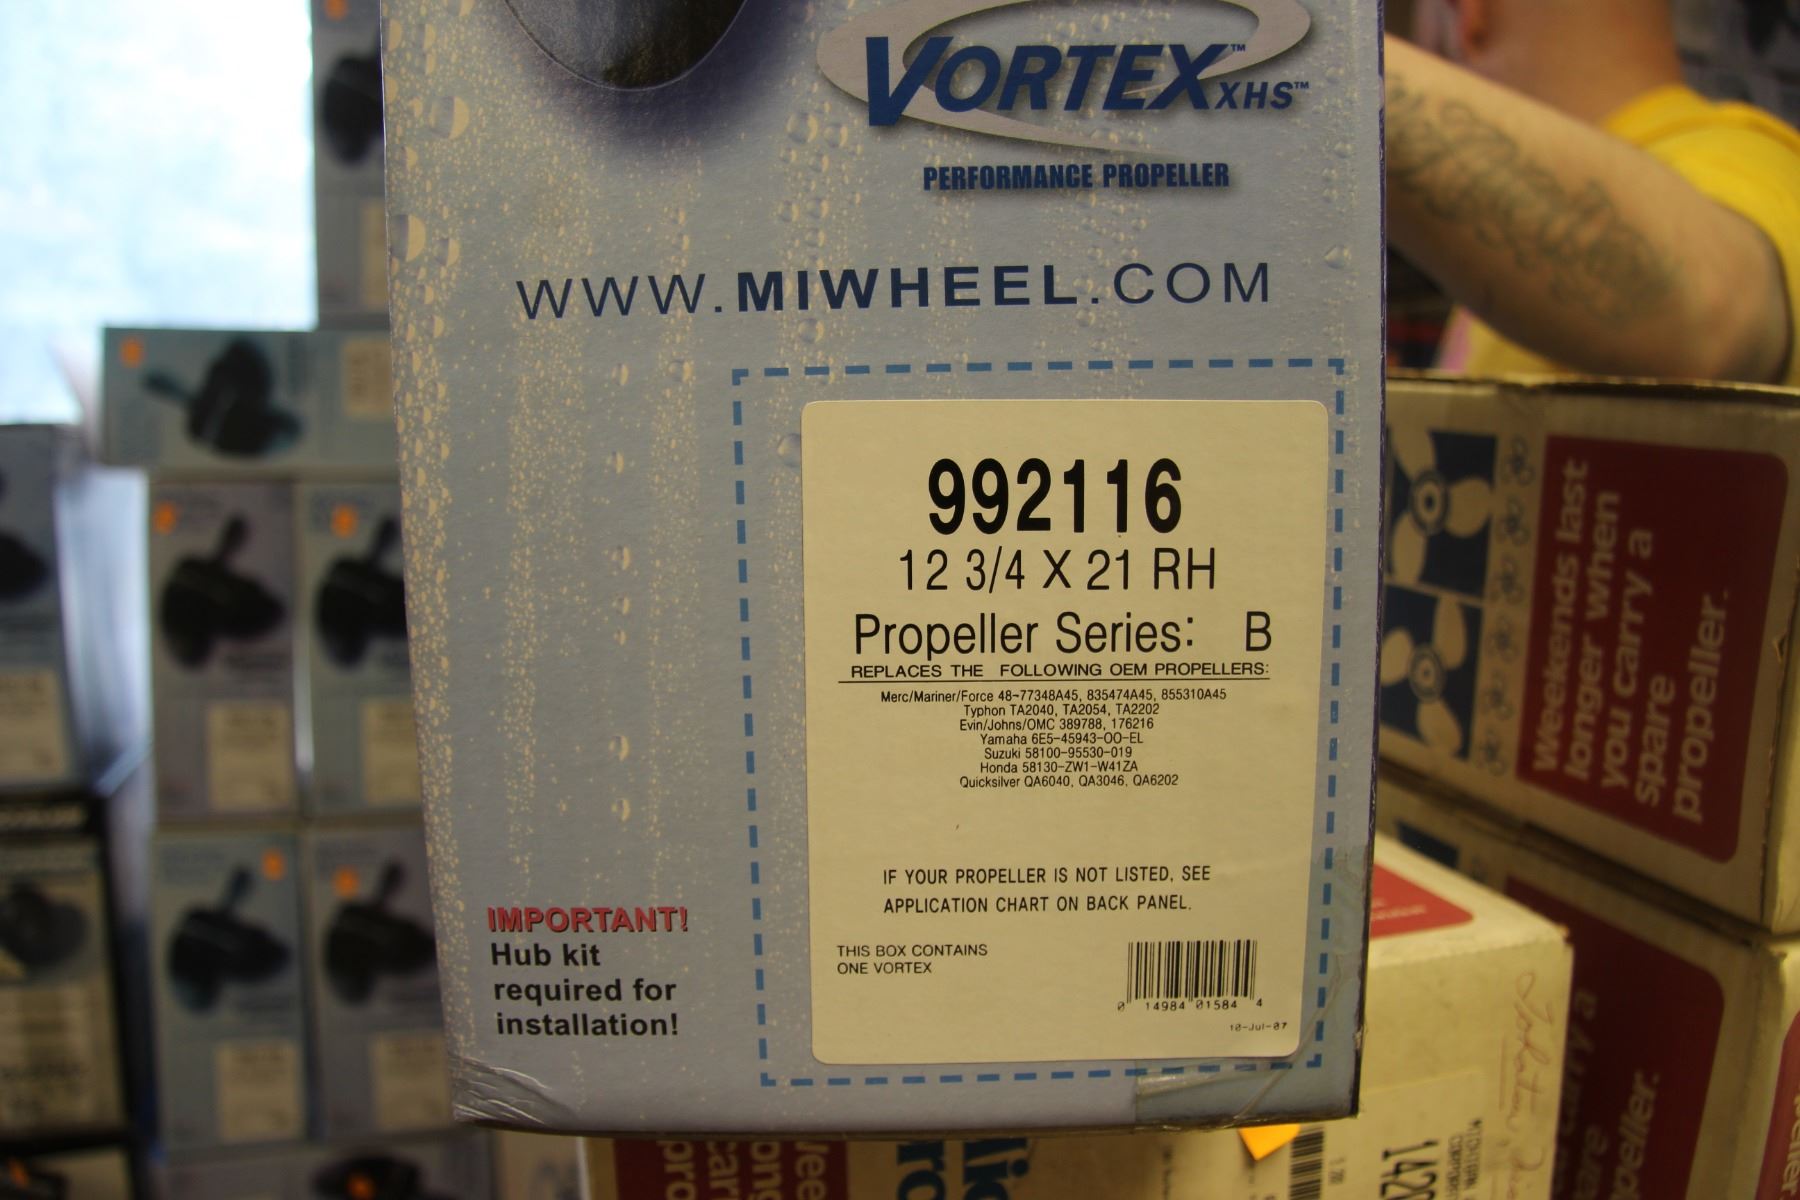 VORTEX™ XHS™
PERFORMANCE PROPELLER
WWW.MIWHEEL.COM
992116
12 3/4 X 21 RH
Propeller Series: B
REPLACES THE FOLLOWING OEM PROPELLERS:
Merc/Mariner/Force 48-77348A45, 835474A45, 855310A45
Typhon TA2040, TA2054, TA2202
Evin/Johns/OMC 389788, 176216
Yamaha 6E5-45943-OO-EL
Suzuki 58100-95530-019
Honda 58130-ZW1-W41ZA
Quicksilver QA6040, QA3046, QA6202
IF YOUR PROPELLER IS NOT LISTED, SEE
APPLICATION CHART ON BACK PANEL.
THIS BOX CONTAINS
ONE VORTEX
0 14984 01584 4
10-Jul-07
IMPORTANT!
Hub kit
required for
installation!
Weekends last
longer when
you carry a
spare
propeller.
carry a
propeller.